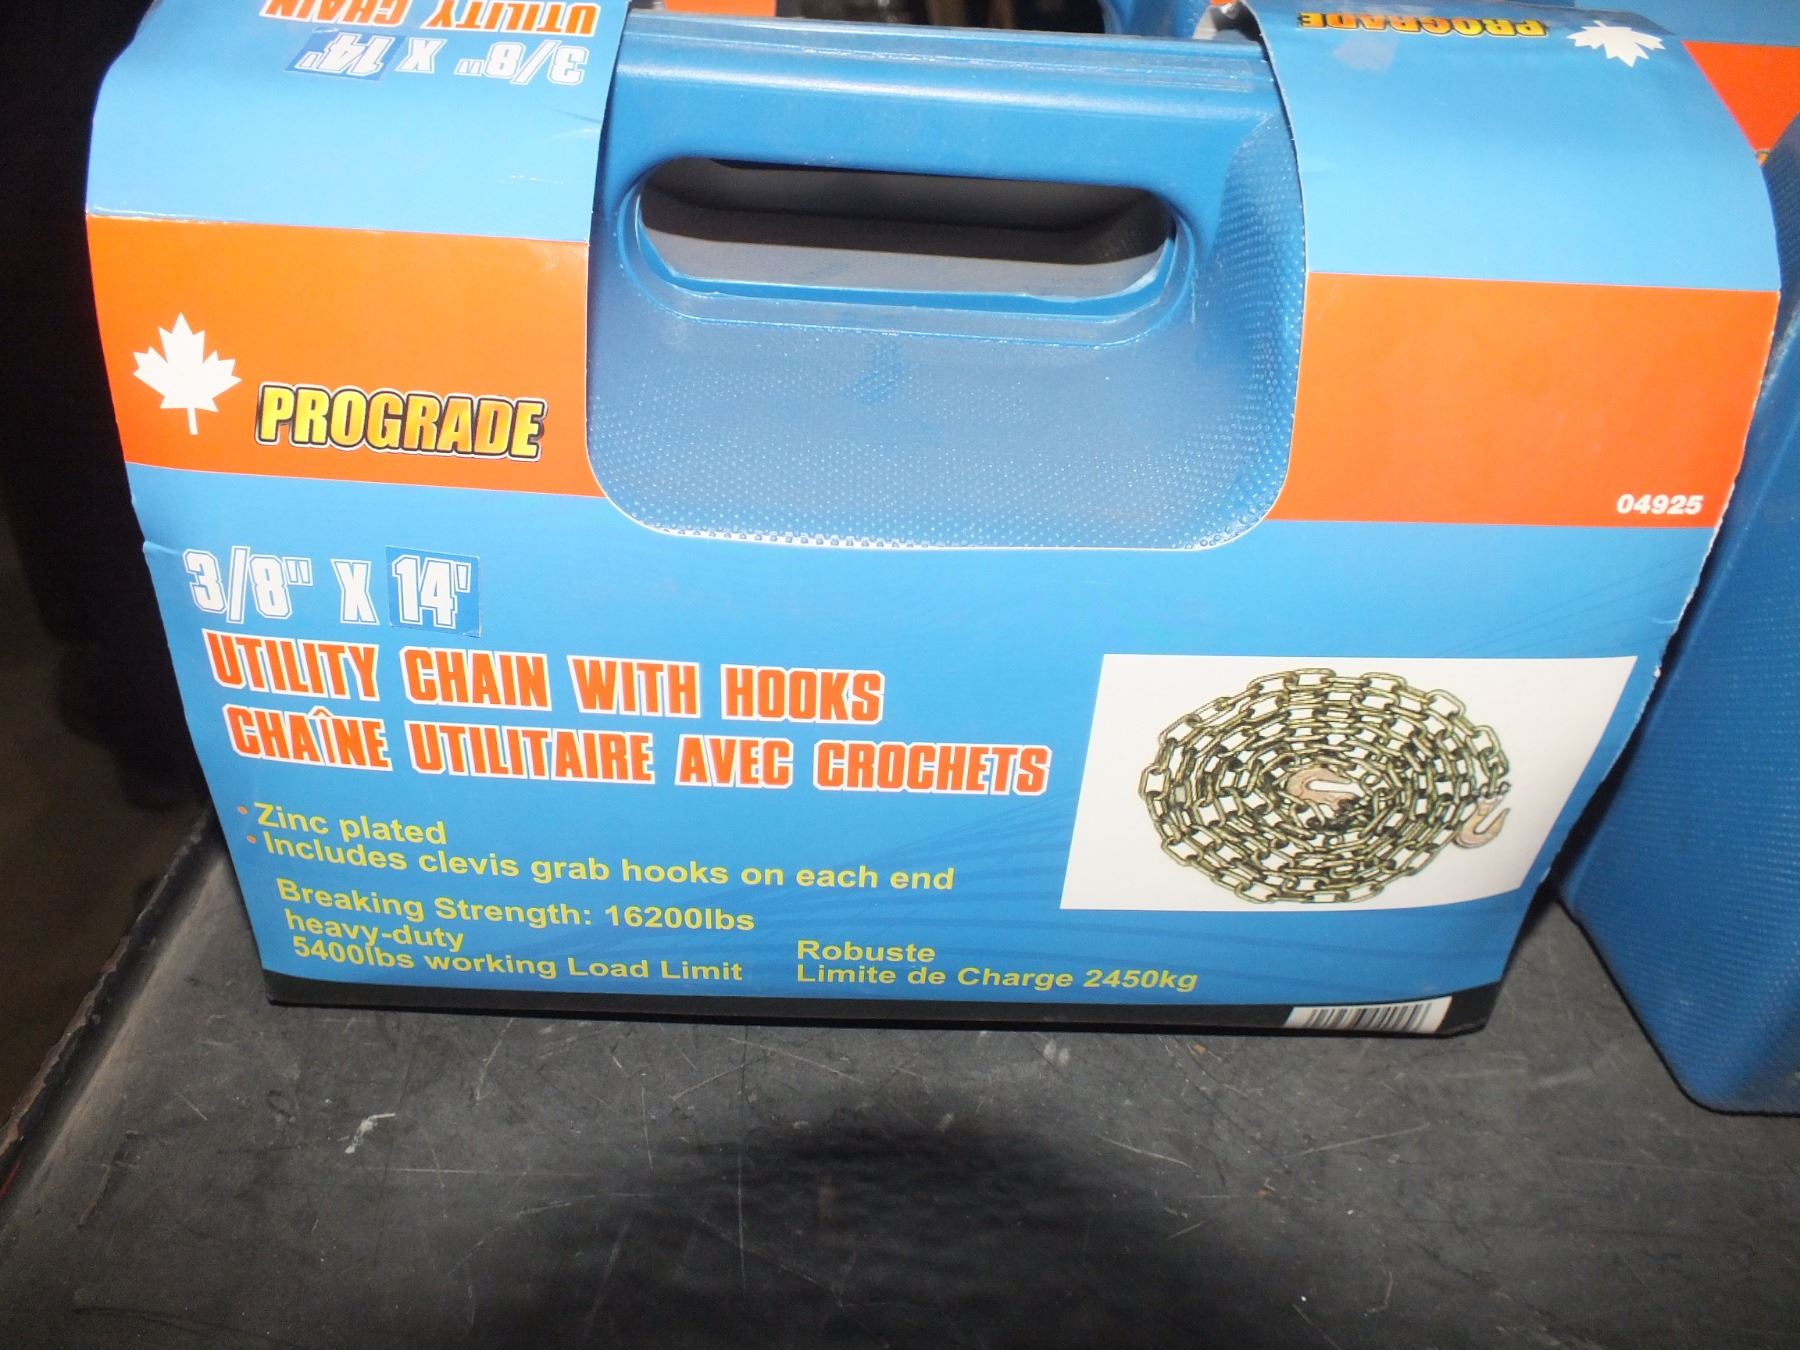 UTILITY CHAIN
3/8" X 14'
PROGRADE
PROGRADE
04925
3/8" X 14'
UTILITY CHAIN WITH HOOKS
CHAÎNE UTILITAIRE AVEC CROCHETS
• Zinc plated
• Includes clevis grab hooks on each end
Breaking Strength: 16200lbs
heavy-duty
5400lbs working Load Limit
Robuste
Limite de Charge 2450kg